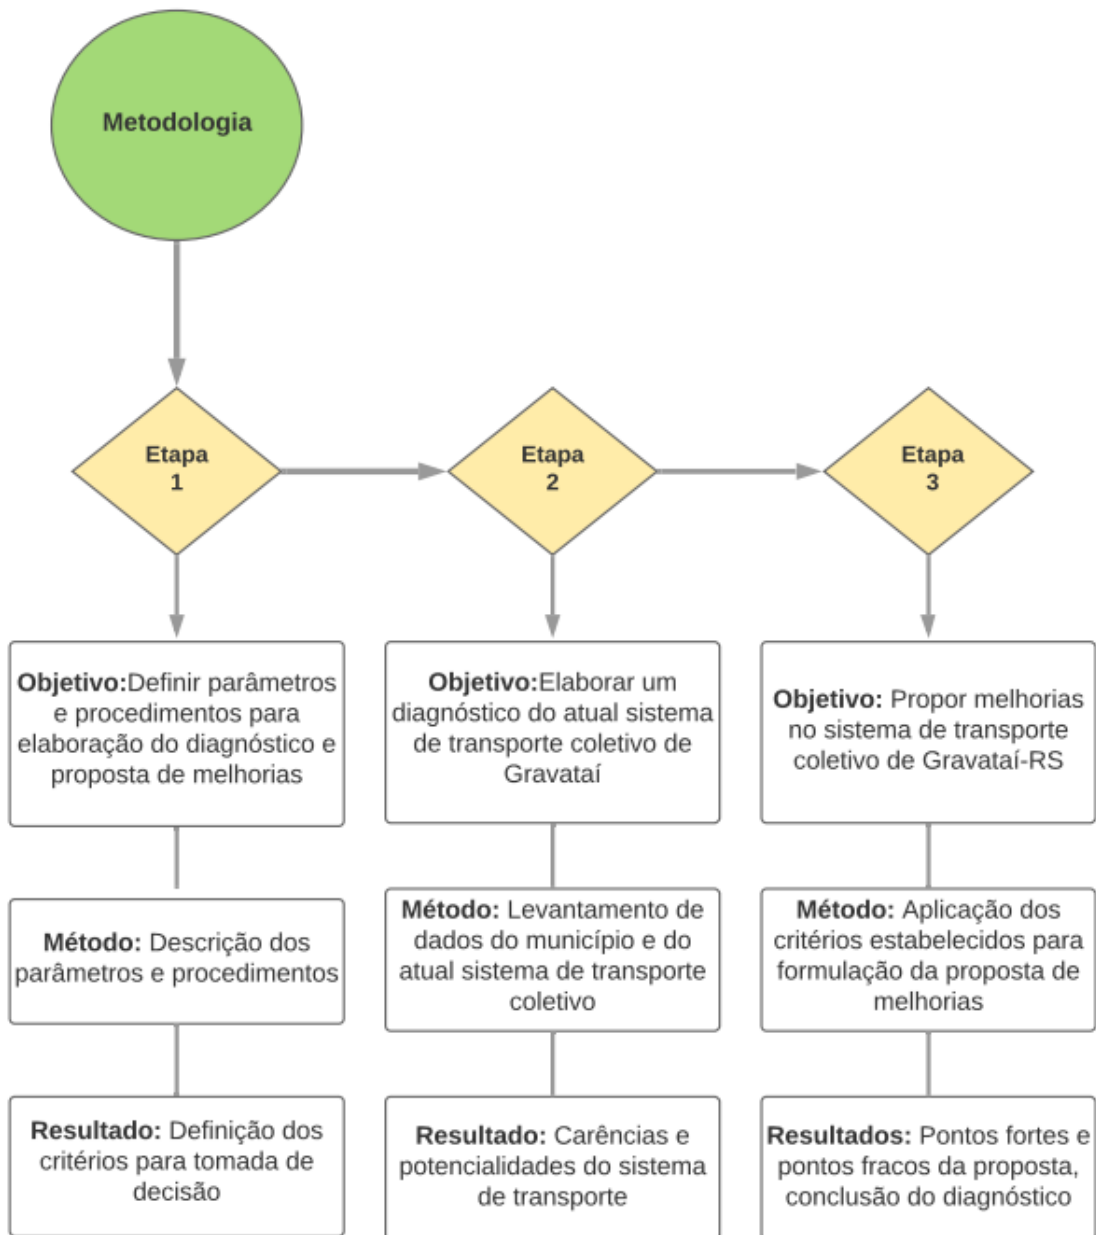 Metodologia
Etapa
1
Etapa
2
Etapa
3
Objetivo:Definir parâmetros
e procedimentos para
elaboração do diagnóstico e
proposta de melhorias
Objetivo:Elaborar um
diagnóstico do atual sistema
de transporte coletivo de
Gravataí
Objetivo: Propor melhorias
no sistema de transporte
coletivo de Gravataí-RS
Método: Descrição dos
parâmetros e procedimentos
Método: Levantamento de
dados do município e do
atual sistema de transporte
coletivo
Método: Aplicação dos
critérios estabelecidos para
formulação da proposta de
melhorias
Resultado: Definição dos
critérios para tomada de
decisão
Resultado: Carências e
potencialidades do sistema
de transporte
Resultados: Pontos fortes e
pontos fracos da proposta,
conclusão do diagnóstico